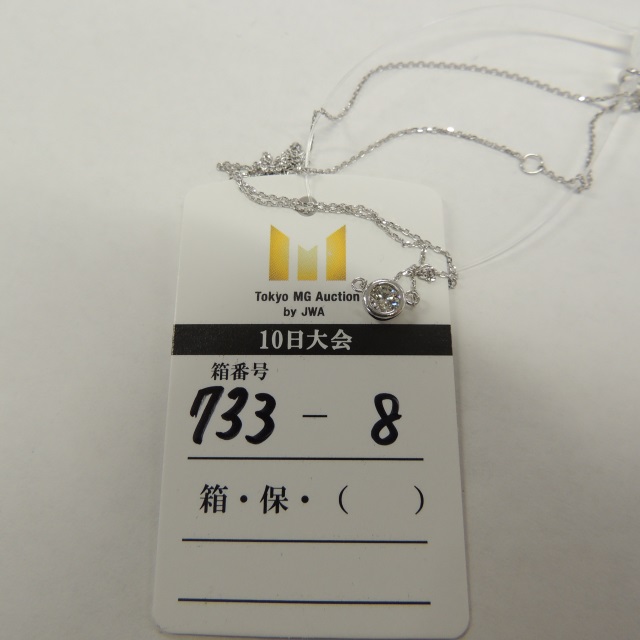 Tokyo MG Auction
by JWA
10日大会
箱番号
733 - 8
箱・保・(　　)